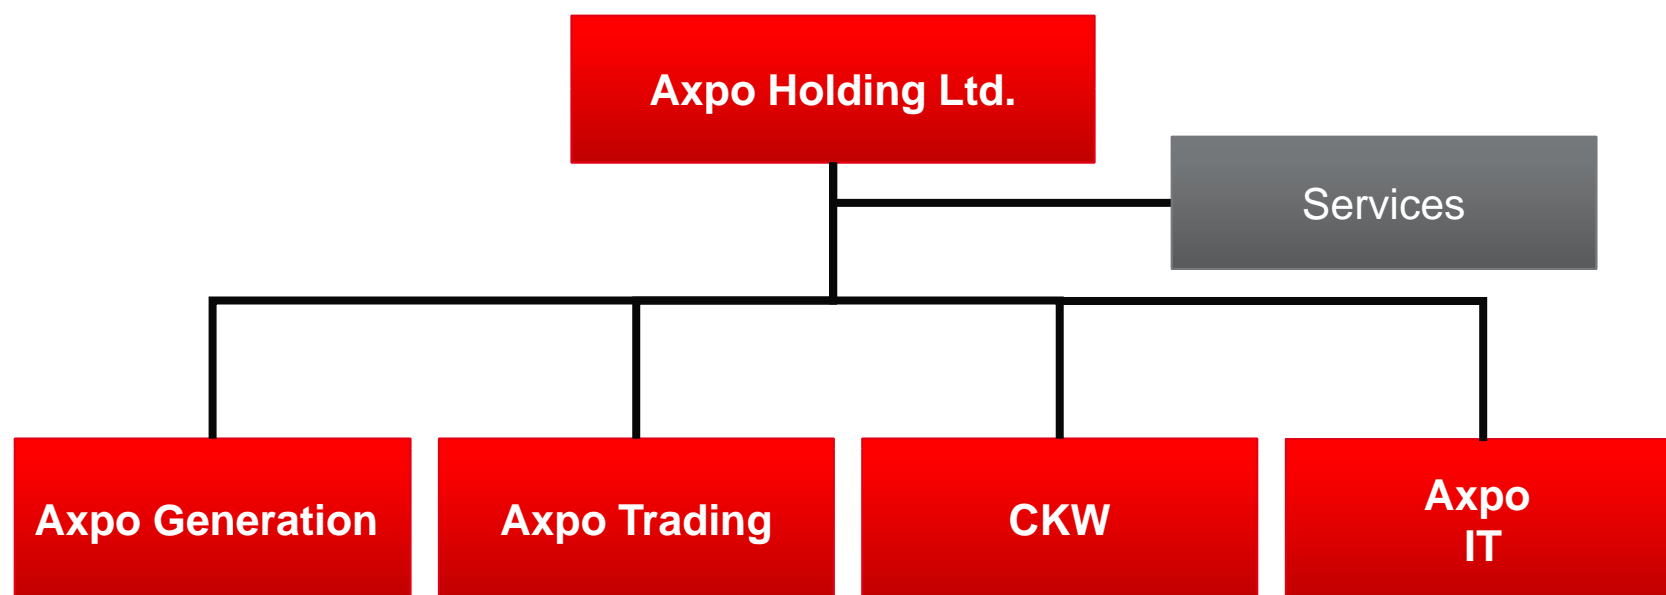 Axpo Holding Ltd.
Services
Axpo Generation
Axpo Trading
CKW
Axpo
IT